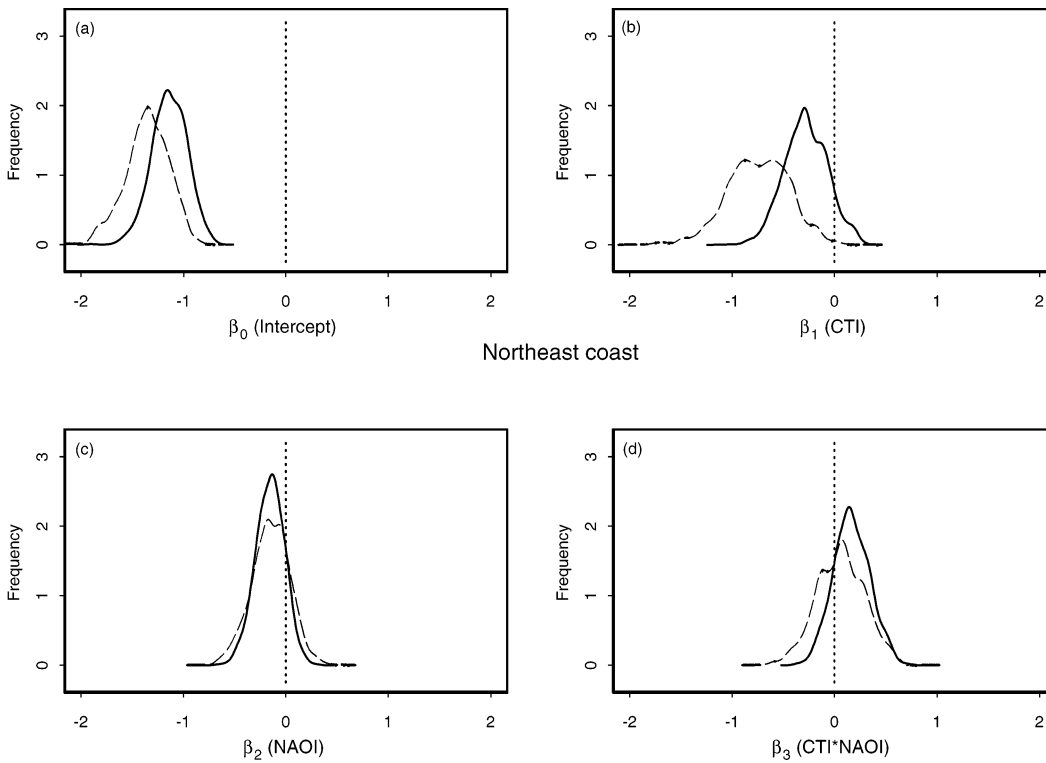 (a)
3
2
1
0
Frequency
-2 -1 0 1 2
β0 (Intercept)
(b)
3
2
1
0
Frequency
-2 -1 0 1 2
β1 (CTI)
Northeast coast
(c)
3
2
1
0
Frequency
-2 -1 0 1 2
β2 (NAOI)
(d)
3
2
1
0
Frequency
-2 -1 0 1 2
β3 (CTI*NAOI)